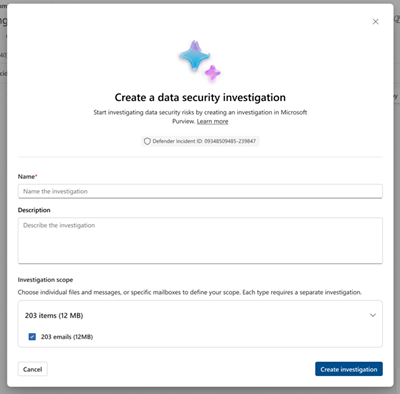 Create a data security investigation
Start investigating data security risks by creating an investigation in Microsoft
Purview. Learn more
Defender Incident ID: 09348509485-239847
Name*
Name the investigation
Description
Describe the investigation
Investigation scope
Choose individual files and messages, or specific mailboxes to define your scope. Each type requires a separate investigation.
203 items (12 MB)
203 emails (12MB)
Cancel
Create investigation